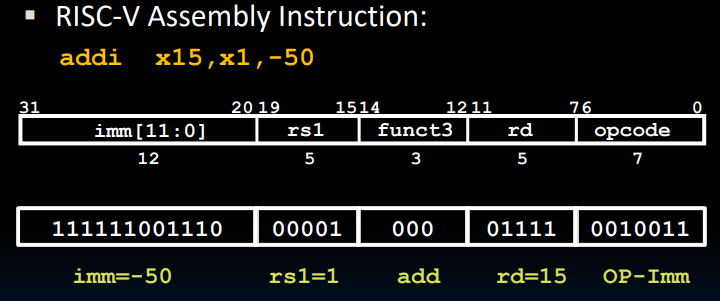 ▪ RISC-V Assembly Instruction:
addi x15,x1,-50
31 20 19 15 14 12 11 7 6 0
imm[11:0] rs1 funct3 rd opcode
12 5 3 5 7
111111001110 00001 000 01111 0010011
imm=-50 rs1=1 add rd=15 OP-Imm